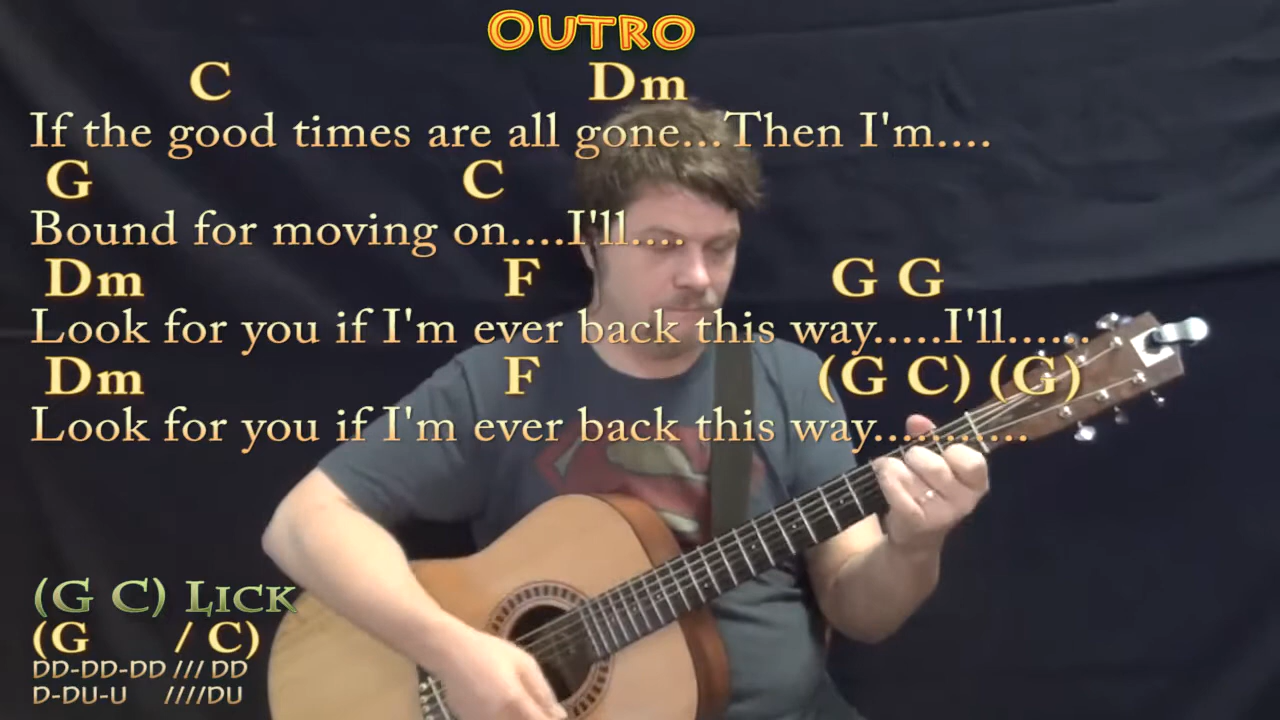 Outro
C Dm
If the good times are all gone...Then I'm....
G C
Bound for moving on....I'll....
Dm F G G
Look for you if I'm ever back this way.....I'll......
Dm F (G C) (G)
Look for you if I'm ever back this way...........
(G C) Lick
(G / C)
DD-DD-DD /// DD
D-DU-U ////DU